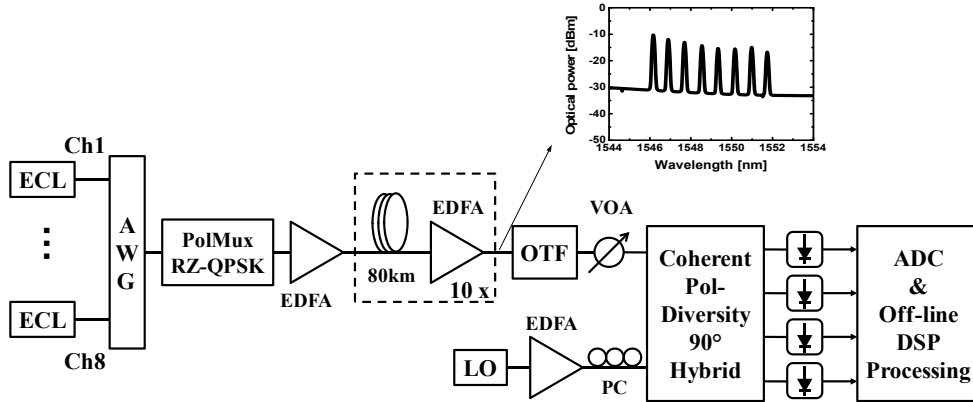 Optical power [dBm]
0
-10
-20
-30
-40
-50
1544 1546 1548 1550 1552 1554
Wavelength [nm]
Ch1
ECL
ECL
Ch8
A
W
G
PolMux
RZ-QPSK
EDFA
80km
EDFA
10 x
OTF
VOA
LO
EDFA
PC
Coherent
Pol-
Diversity
90°
Hybrid
ADC
&
Off-line
DSP
Processing